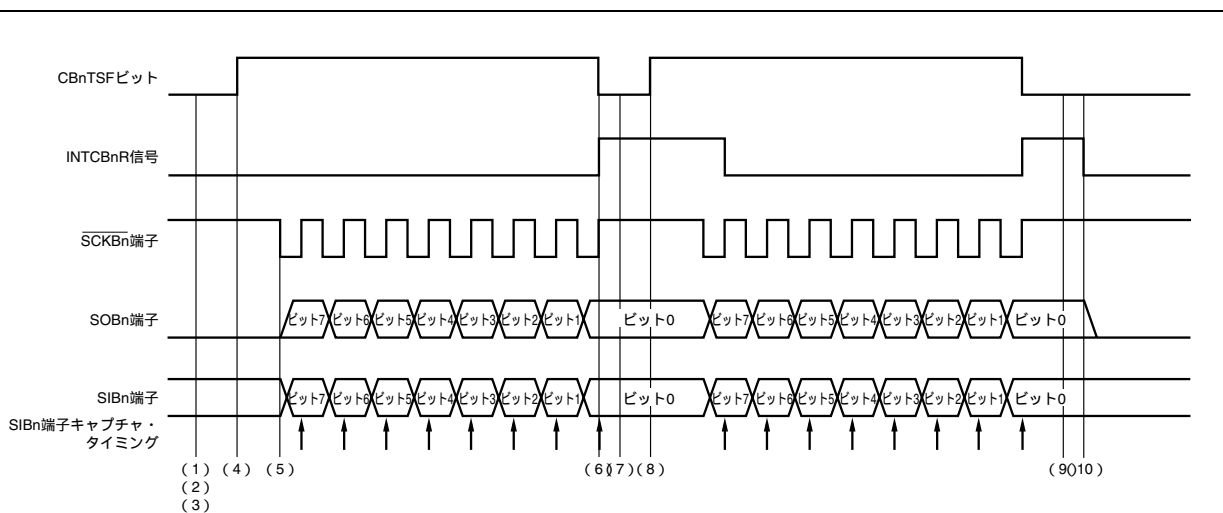 CBnTSFビット
INTCBnR信号
SCKBn端子
SOBn端子
ビット7 ビット6 ビット5 ビット4 ビット3 ビット2 ビット1 ビット0 ビット7 ビット6 ビット5 ビット4 ビット3 ビット2 ビット1 ビット0
SIBn端子
ビット7 ビット6 ビット5 ビット4 ビット3 ビット2 ビット1 ビット0 ビット7 ビット6 ビット5 ビット4 ビット3 ビット2 ビット1 ビット0
SIBn端子キャプチャ・
タイミング
(1) (4) (5) (6)(7)(8) (9)(10)
(2)
(3)